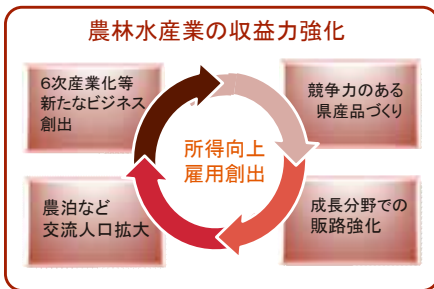 農林水産業の収益力強化
6次産業化等
新たなビジネス
創出
競争力のある
県産品づくり
所得向上
雇用創出
農泊など
交流人口拡大
成長分野での
販路強化